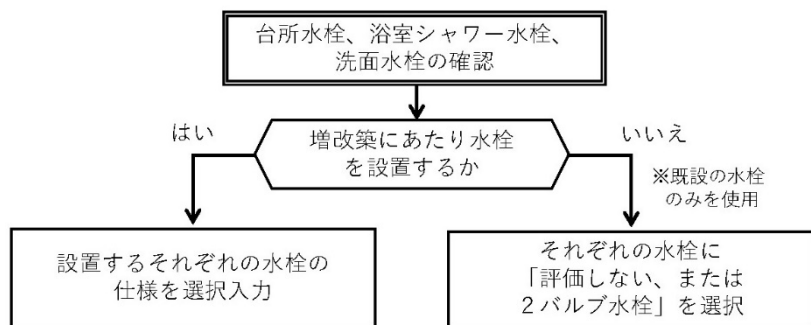 台所水栓、浴室シャワー水栓、
洗面水栓の確認
はい
増改築にあたり水栓
を設置するか
いいえ
※既設の水栓
のみを使用
設置するそれぞれの水栓の
仕様を選択入力
それぞれの水栓に
「評価しない、または
２バルブ水栓」を選択